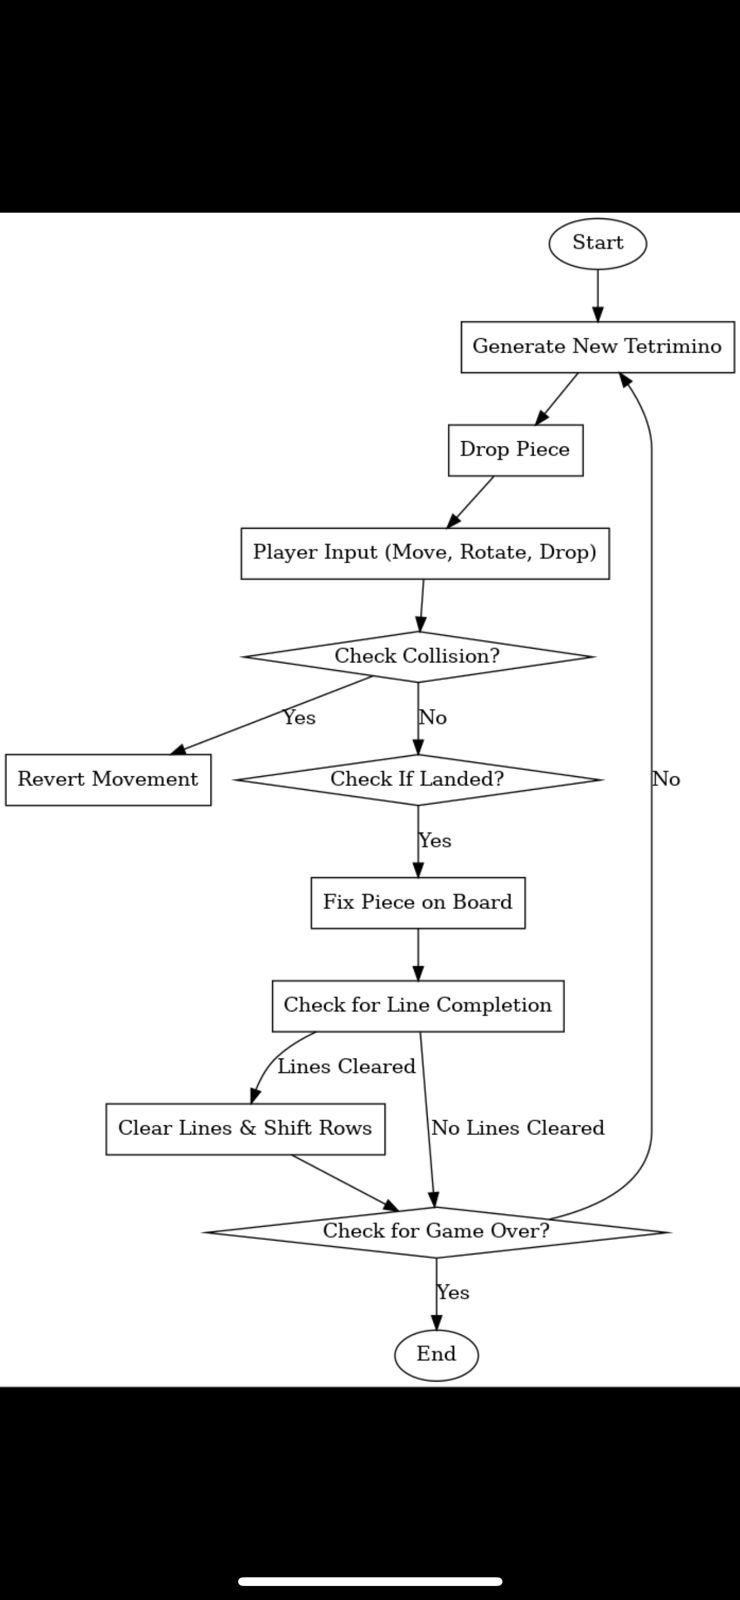 Start
Generate New Tetrimino
Drop Piece
Player Input (Move, Rotate, Drop)
Check Collision?
Yes
No
Revert Movement
Check If Landed?
No
Yes
Fix Piece on Board
Check for Line Completion
Lines Cleared
Clear Lines & Shift Rows
No Lines Cleared
Check for Game Over?
Yes
End